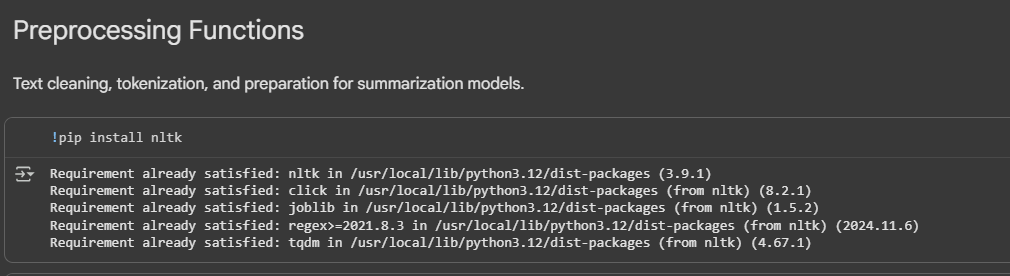 Preprocessing Functions
Text cleaning, tokenization, and preparation for summarization models.
!pip install nltk
Requirement already satisfied: nltk in /usr/local/lib/python3.12/dist-packages (3.9.1)
Requirement already satisfied: click in /usr/local/lib/python3.12/dist-packages (from nltk) (8.2.1)
Requirement already satisfied: joblib in /usr/local/lib/python3.12/dist-packages (from nltk) (1.5.2)
Requirement already satisfied: regex>=2021.8.3 in /usr/local/lib/python3.12/dist-packages (from nltk) (2024.11.6)
Requirement already satisfied: tqdm in /usr/local/lib/python3.12/dist-packages (from nltk) (4.67.1)